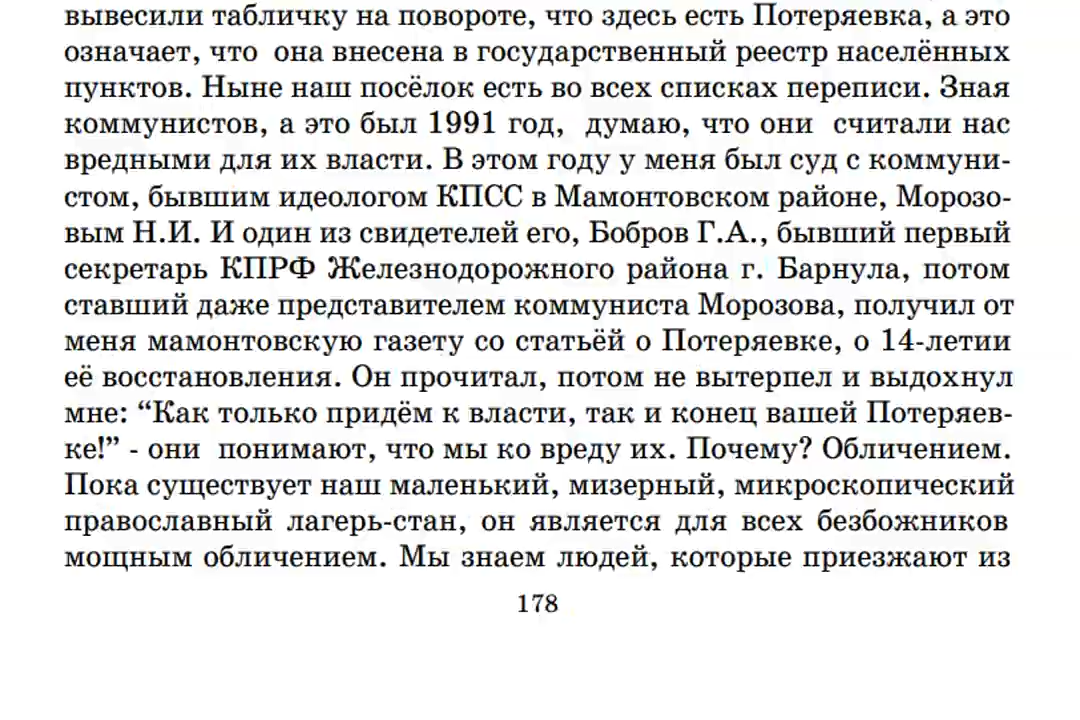 вывесили табличку на повороте, что здесь есть Потеряевка, а это
означает, что она внесена в государственный реестр населённых
пунктов. Ныне наш посёлок есть во всех списках переписи. Зная
коммунистов, а это был 1991 год, думаю, что они считали нас
вредными для их власти. В этом году у меня был суд с коммуни-
стом, бывшим идеологом КПСС в Мамонтовском районе, Морозо-
вым Н.И. И один из свидетелей его, Бобров Г.А., бывший первый
секретарь КПРФ Железнодорожного района г. Барнула, потом
ставший даже представителем коммуниста Морозова, получил от
меня мамонтовскую газету со статьёй о Потеряевке, о 14-летии
её восстановления. Он прочитал, потом не вытерпел и выдохнул
мне: “Как только придём к власти, так и конец вашей Потеряев-
ке!” - они понимают, что мы ко вреду их. Почему? Обличением.
Пока существует наш маленький, мизерный, микроскопический
православный лагерь-стан, он является для всех безбожников
мощным обличением. Мы знаем людей, которые приезжают из
178